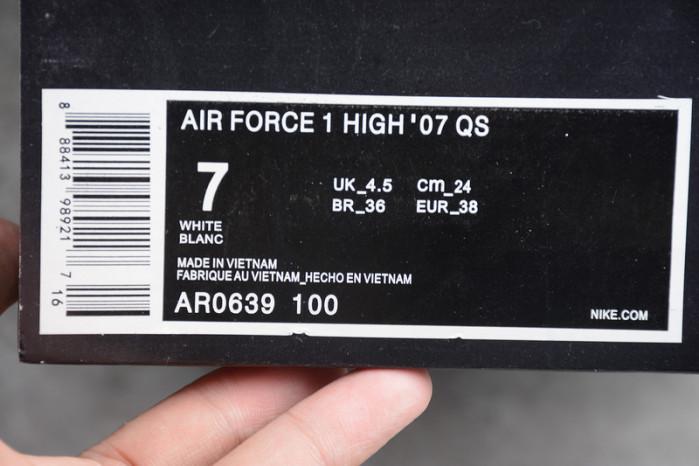 AIR FORCE 1 HIGH '07 QS
7
UK_4.5 cm_24
BR_36 EUR_38
WHITE
BLANC
MADE IN VIETNAM
FABRIQUE AU VIETNAM_HECHO EN VIETNAM
AR0639 100
NIKE.COM
8 88413 98921 7 16